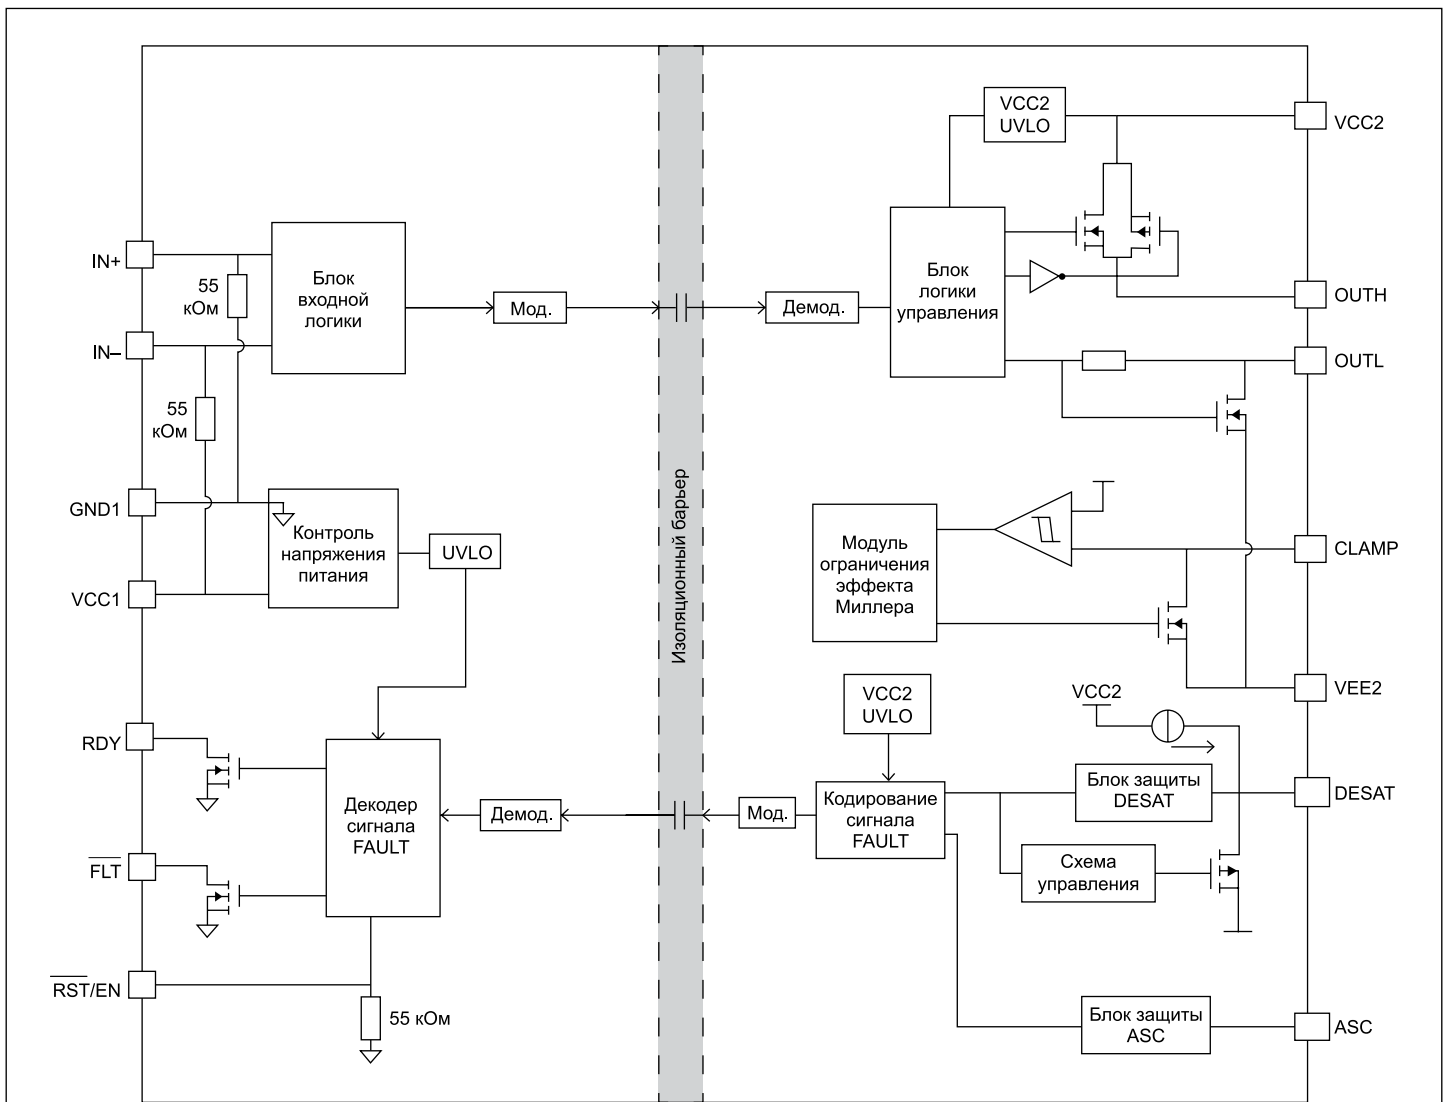 VCC2
UVLO
VCC2
IN+
55
кОм
Блок
входной
логики
Мод.
Демод.
Блок
логики
управления
OUTH
IN–
OUTL
55
кОм
GND1
Контроль
напряжения
питания
UVLO
VCC1
Изоляционный барьер
Модуль
ограничения
эффекта
Миллера
CLAMP
VEE2
VCC2
UVLO
VCC2
RDY
FLT
RST/EN
Декодер
сигнала
FAULT
Демод.
Мод.
Кодирование
сигнала
FAULT
Блок защиты
DESAT
DESAT
Схема
управления
55 кОм
Блок защиты
ASC
ASC